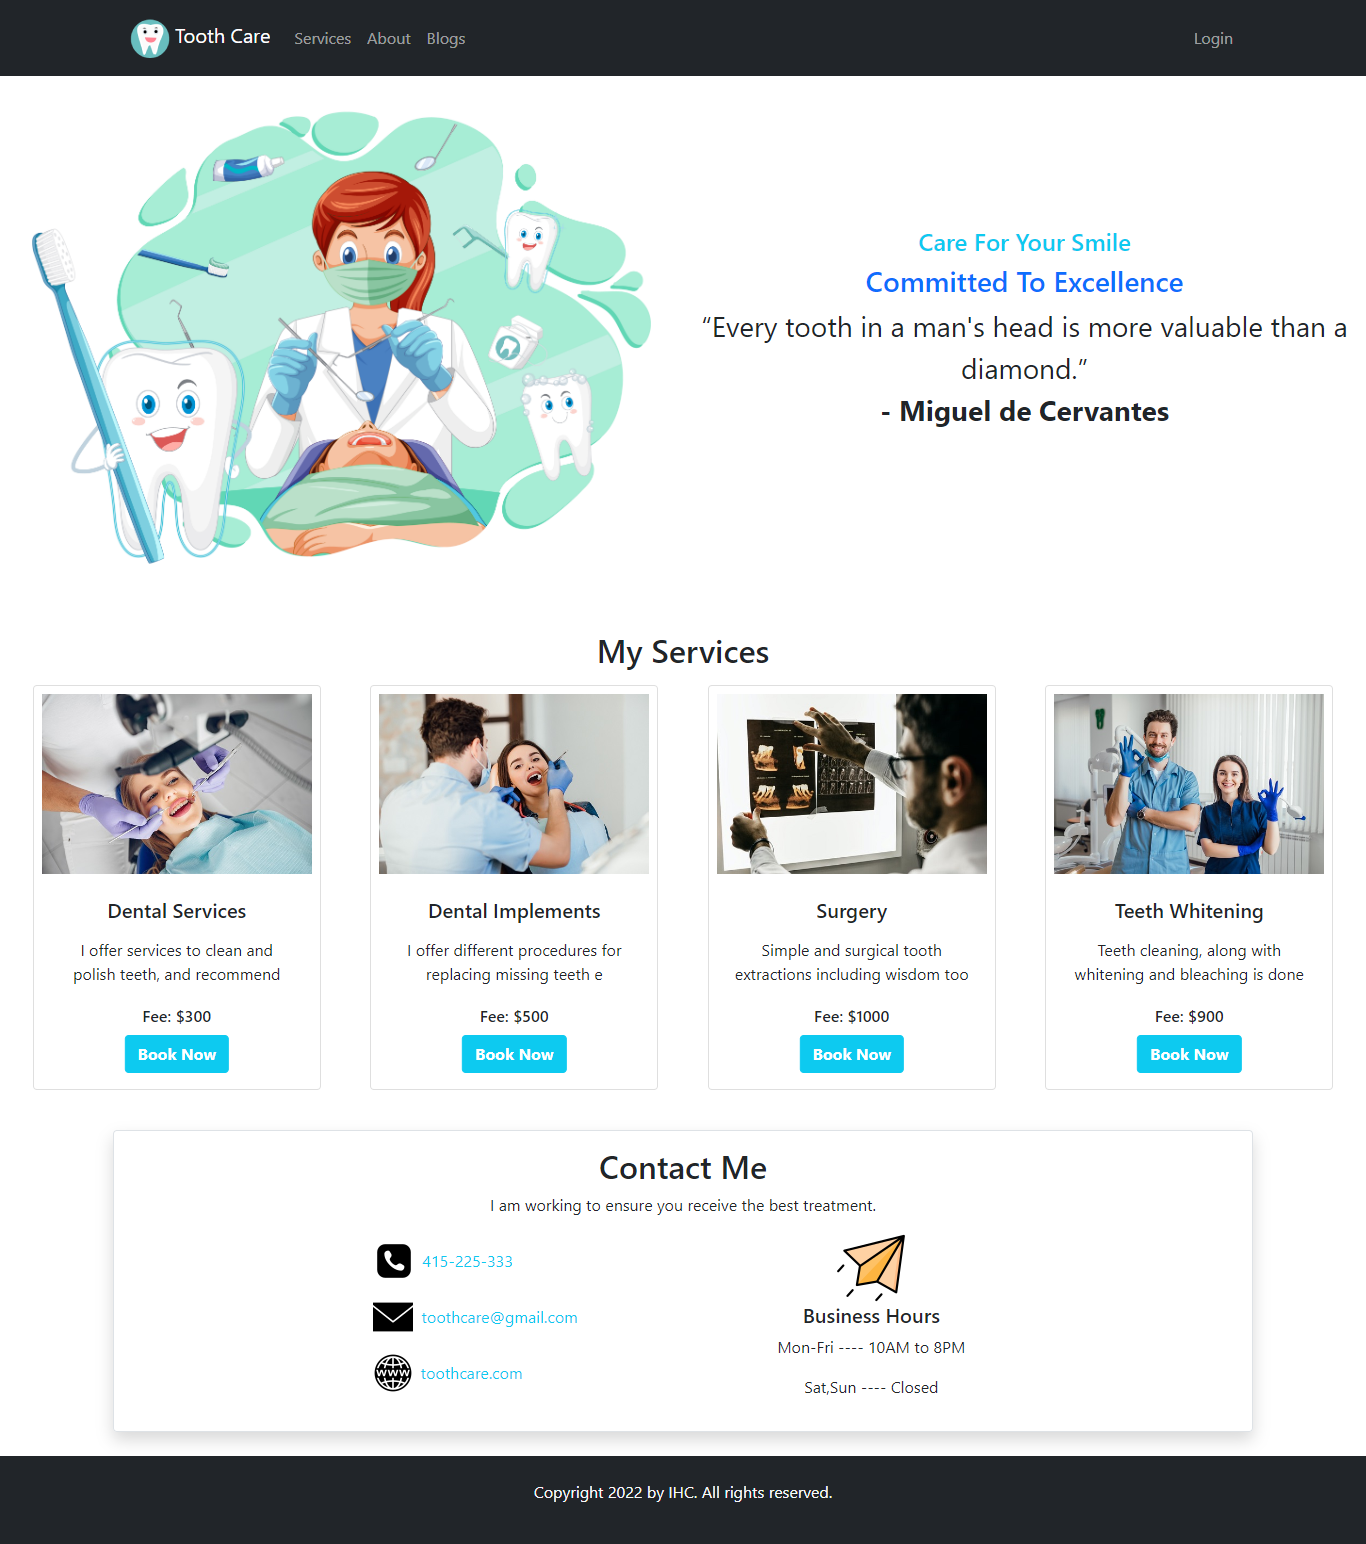 Tooth Care Services About Blogs Login
Care For Your Smile
Committed To Excellence
“Every tooth in a man's head is more valuable than a
diamond.”
- Miguel de Cervantes
My Services
Dental Services
I offer services to clean and
polish teeth, and recommend
Fee: $300
Book Now
Dental Implements
I offer different procedures for
replacing missing teeth e
Fee: $500
Book Now
Surgery
Simple and surgical tooth
extractions including wisdom too
Fee: $1000
Book Now
Teeth Whitening
Teeth cleaning, along with
whitening and bleaching is done
Fee: $900
Book Now
Contact Me
I am working to ensure you receive the best treatment.
415-225-333
toothcare@gmail.com
WWW toothcare.com
Business Hours
Mon-Fri ---- 10AM to 8PM
Sat,Sun ---- Closed
Copyright 2022 by IHC. All rights reserved.